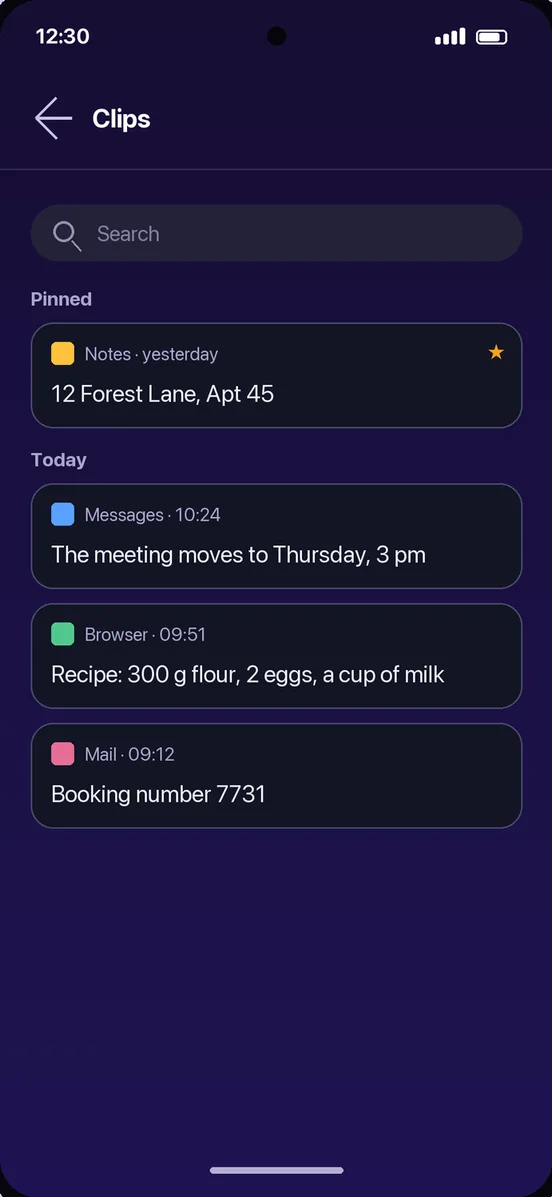 12:30
Clips
Search
Pinned
Notes · yesterday
12 Forest Lane, Apt 45
Today
Messages · 10:24
The meeting moves to Thursday, 3 pm
Browser · 09:51
Recipe: 300 g flour, 2 eggs, a cup of milk
Mail · 09:12
Booking number 7731